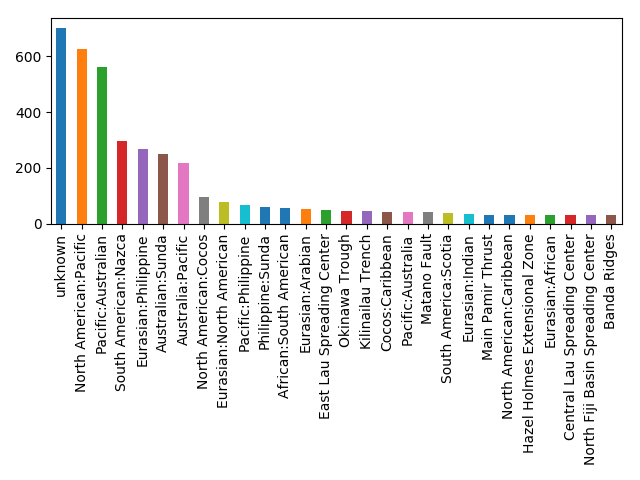 600
400
200
0
unknown
North American:Pacific
Pacific:Australian
South American:Nazca
Eurasian:Philippine
Australian:Sunda
Australia:Pacific
North American:Cocos
Eurasian:North American
Pacific:Philippine
Philippine:Sunda
African:South American
Eurasian:Arabian
East Lau Spreading Center
Okinawa Trough
Kilinailau Trench
Cocos:Caribbean
Pacific:Australia
Matano Fault
South America:Scotia
Eurasian:Indian
Main Pamir Thrust
North American:Caribbean
Hazel Holmes Extensional Zone
Eurasian:African
Central Lau Spreading Center
North Fiji Basin Spreading Center
Banda Ridges